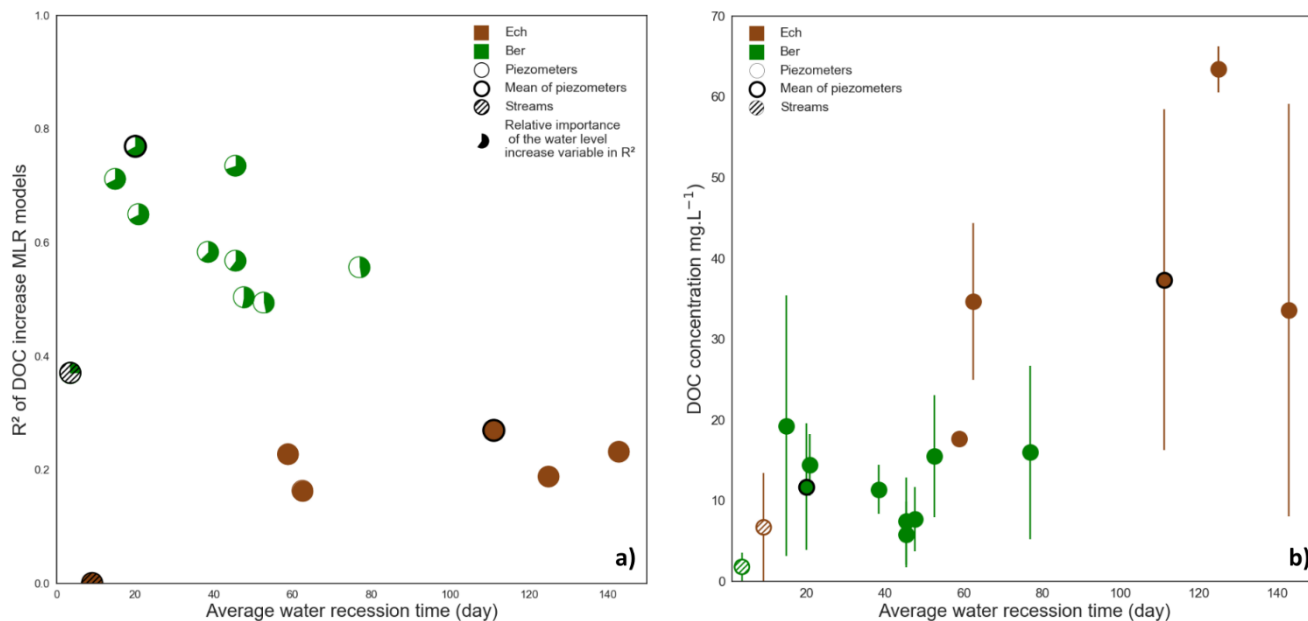 1.0
0.8
0.6
0.4
0.2
0.0
R² of DOC increase MLR models
Ech
Ber
Piezometers
Mean of piezometers
Streams
Relative importance
of the water level
increase variable in R²
a)
0 20 40 60 80 100 120 140
Average water recession time (day)
70
60
50
40
30
20
10
0
DOC concentration mg.L⁻¹
Ech
Ber
Piezometers
Mean of piezometers
Streams
b)
20 40 60 80 100 120 140
Average water recession time (day)